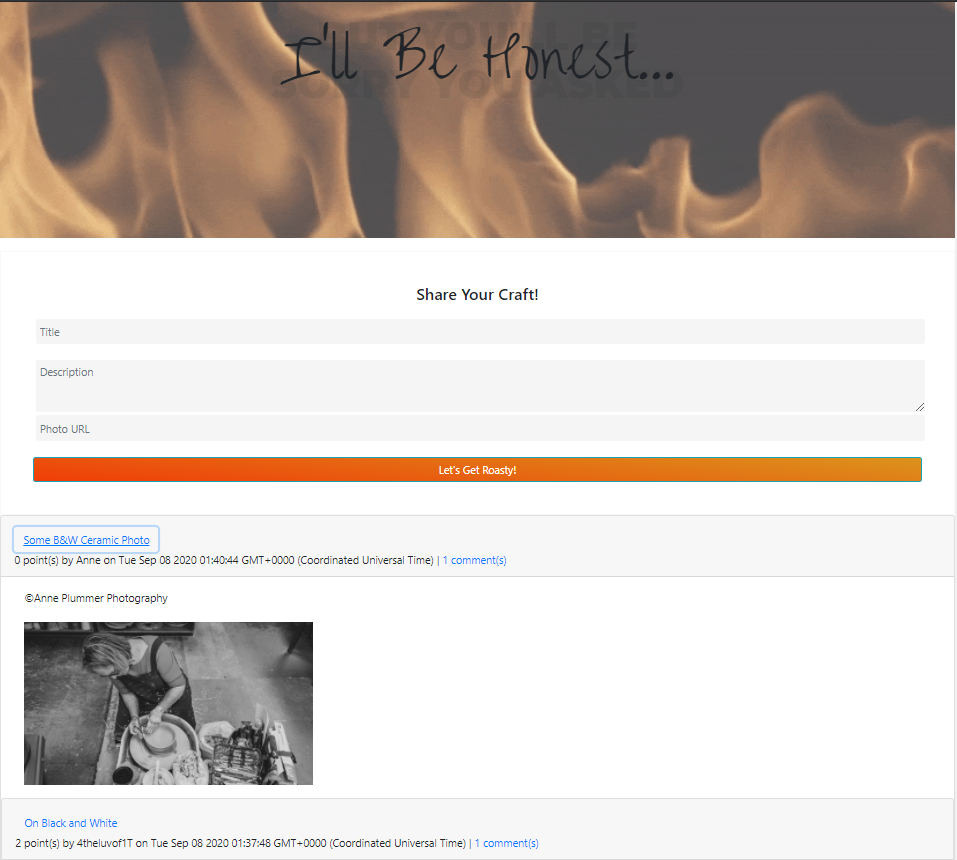 I'll Be Honest...
BUT YOU'LL BE
SORRY YOU ASKED
Share Your Craft!
Title
Description
Photo URL
Let's Get Roasty!
Some B&W Ceramic Photo
0 point(s) by Anne on Tue Sep 08 2020 01:40:44 GMT+0000 (Coordinated Universal Time) | 1 comment(s)
©Anne Plummer Photography
On Black and White
2 point(s) by 4theluvof1T on Tue Sep 08 2020 01:37:48 GMT+0000 (Coordinated Universal Time) | 1 comment(s)